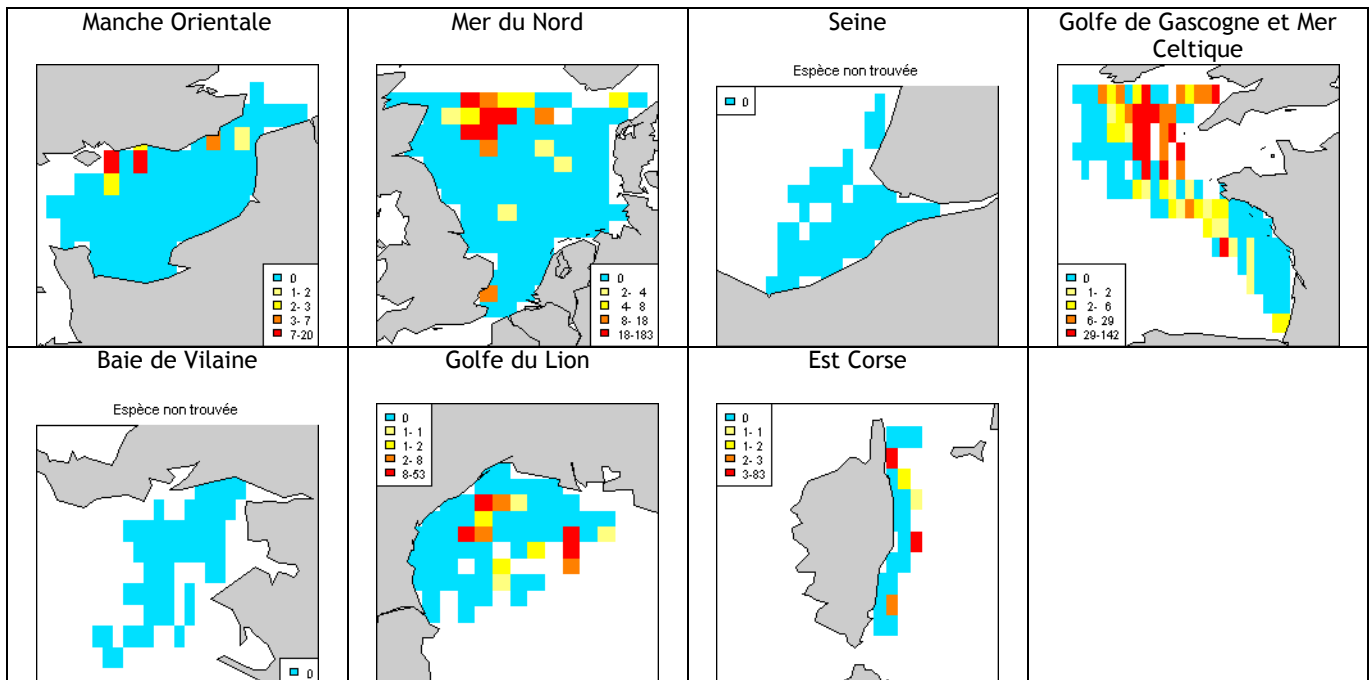 Manche Orientale
0
1- 2
2- 3
3- 7
7-20
Mer du Nord
0
2- 4
4- 8
8- 18
18-183
Seine
Espèce non trouvée
0
Golfe de Gascogne et Mer
Celtique
0
1- 2
2- 6
6- 29
29-142
Baie de Vilaine
Espèce non trouvée
0
Golfe du Lion
0
1- 1
1- 2
2- 8
8-53
Est Corse
0
1- 1
1- 2
2- 3
3-83